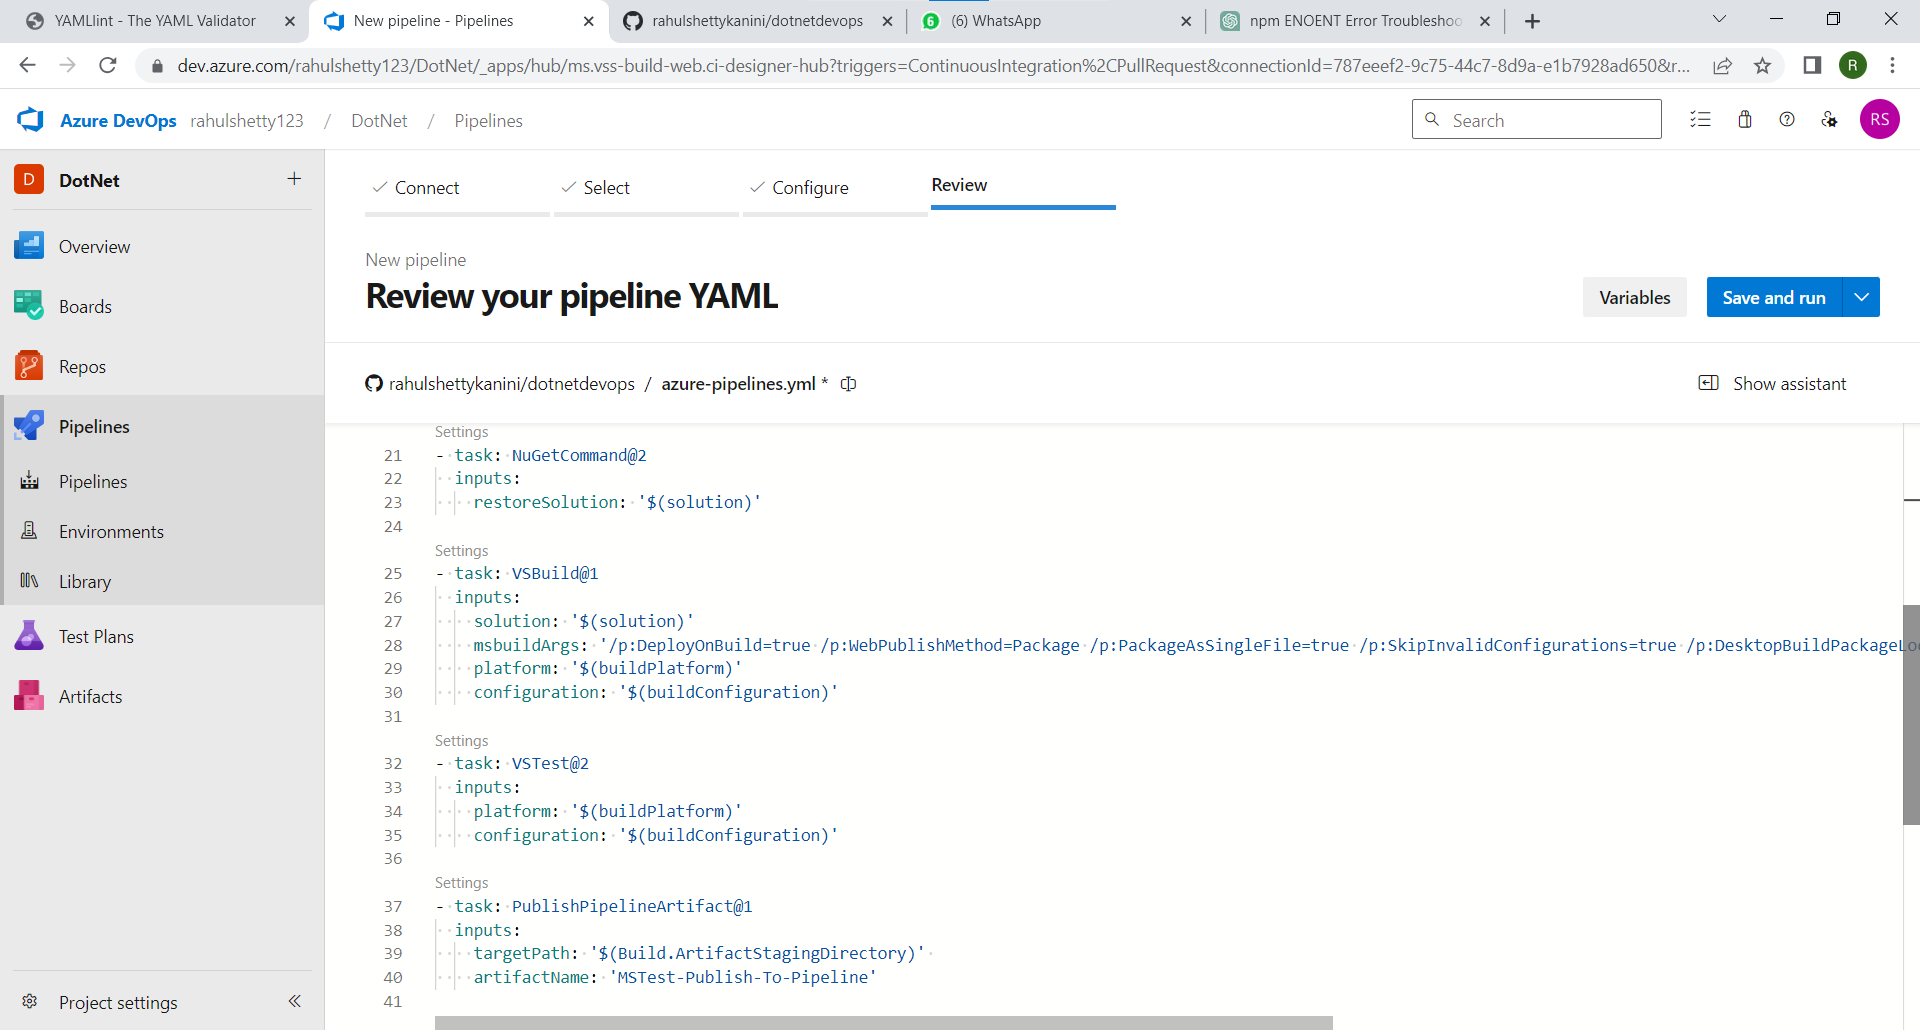 YAMLlint - The YAML Validator
New pipeline - Pipelines
rahulshettykanini/dotnetdevops
6 (6) WhatsApp
npm ENOENT Error Troubleshoo
dev.azure.com/rahulshetty123/DotNet/_apps/hub/ms.vss-build-web.ci-designer-hub?triggers=ContinuousIntegration%2CPullRequest&connectionId=787eeef2-9c75-44c7-8d9a-e1b7928ad650&r...
R
Azure DevOps rahulshetty123 / DotNet / Pipelines
Search
RS
D DotNet
Overview
Boards
Repos
Pipelines
Pipelines
Environments
Library
Test Plans
Artifacts
Project settings
Connect
Select
Configure
Review
New pipeline
Review your pipeline YAML
Variables
Save and run
rahulshettykanini/dotnetdevops / azure-pipelines.yml *
Show assistant
Settings
21 - task: NuGetCommand@2
22 inputs:
23 restoreSolution: '$(solution)'
24
Settings
25 - task: VSBuild@1
26 inputs:
27 solution: '$(solution)'
28 msbuildArgs: '/p:DeployOnBuild=true /p:WebPublishMethod=Package /p:PackageAsSingleFile=true /p:SkipInvalidConfigurations=true /p:DesktopBuildPackageLoc
29 platform: '$(buildPlatform)'
30 configuration: '$(buildConfiguration)'
31
Settings
32 - task: VSTest@2
33 inputs:
34 platform: '$(buildPlatform)'
35 configuration: '$(buildConfiguration)'
36
Settings
37 - task: PublishPipelineArtifact@1
38 inputs:
39 targetPath: '$(Build.ArtifactStagingDirectory)'
40 artifactName: 'MSTest-Publish-To-Pipeline'
41